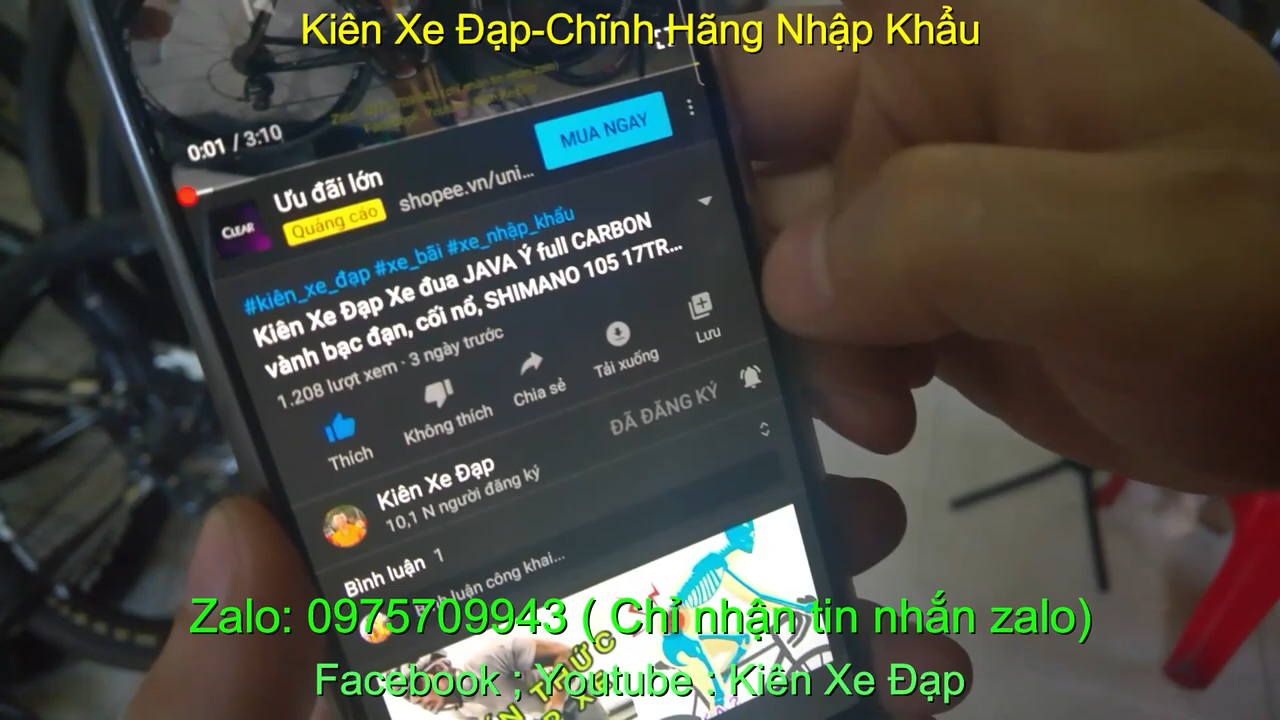 Kiên Xe Đạp-Chĩnh Hãng Nhập Khẩu
0:01 / 3:10
Ưu đãi lớn
MUA NGAY
CLEAR
Quảng cáo
shopee.vn/uni...
#kiên_xe_đạp #xe_bãi #xe_nhập_khẩu
Kiên Xe Đạp Xe đua JAVA Ý full CARBON
vành bạc đạn, cối nổ, SHIMANO 105 17TR...
1.208 lượt xem · 3 ngày trước
Thích
Không thích
Chia sẻ
Tải xuống
Lưu
Kiên Xe Đạp
10,1 N người đăng ký
ĐÃ ĐĂNG KÝ
Bình luận 1
luận công khai...
Zalo: 0975709943 ( Chỉ nhận tin nhắn zalo)
Facebook ; Youtube : Kiên Xe Đạp